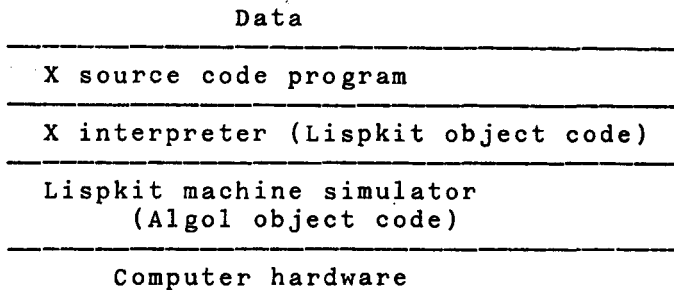 Data
X source code program
X interpreter (Lispkit object code)
Lispkit machine simulator
(Algol object code)
Computer hardware